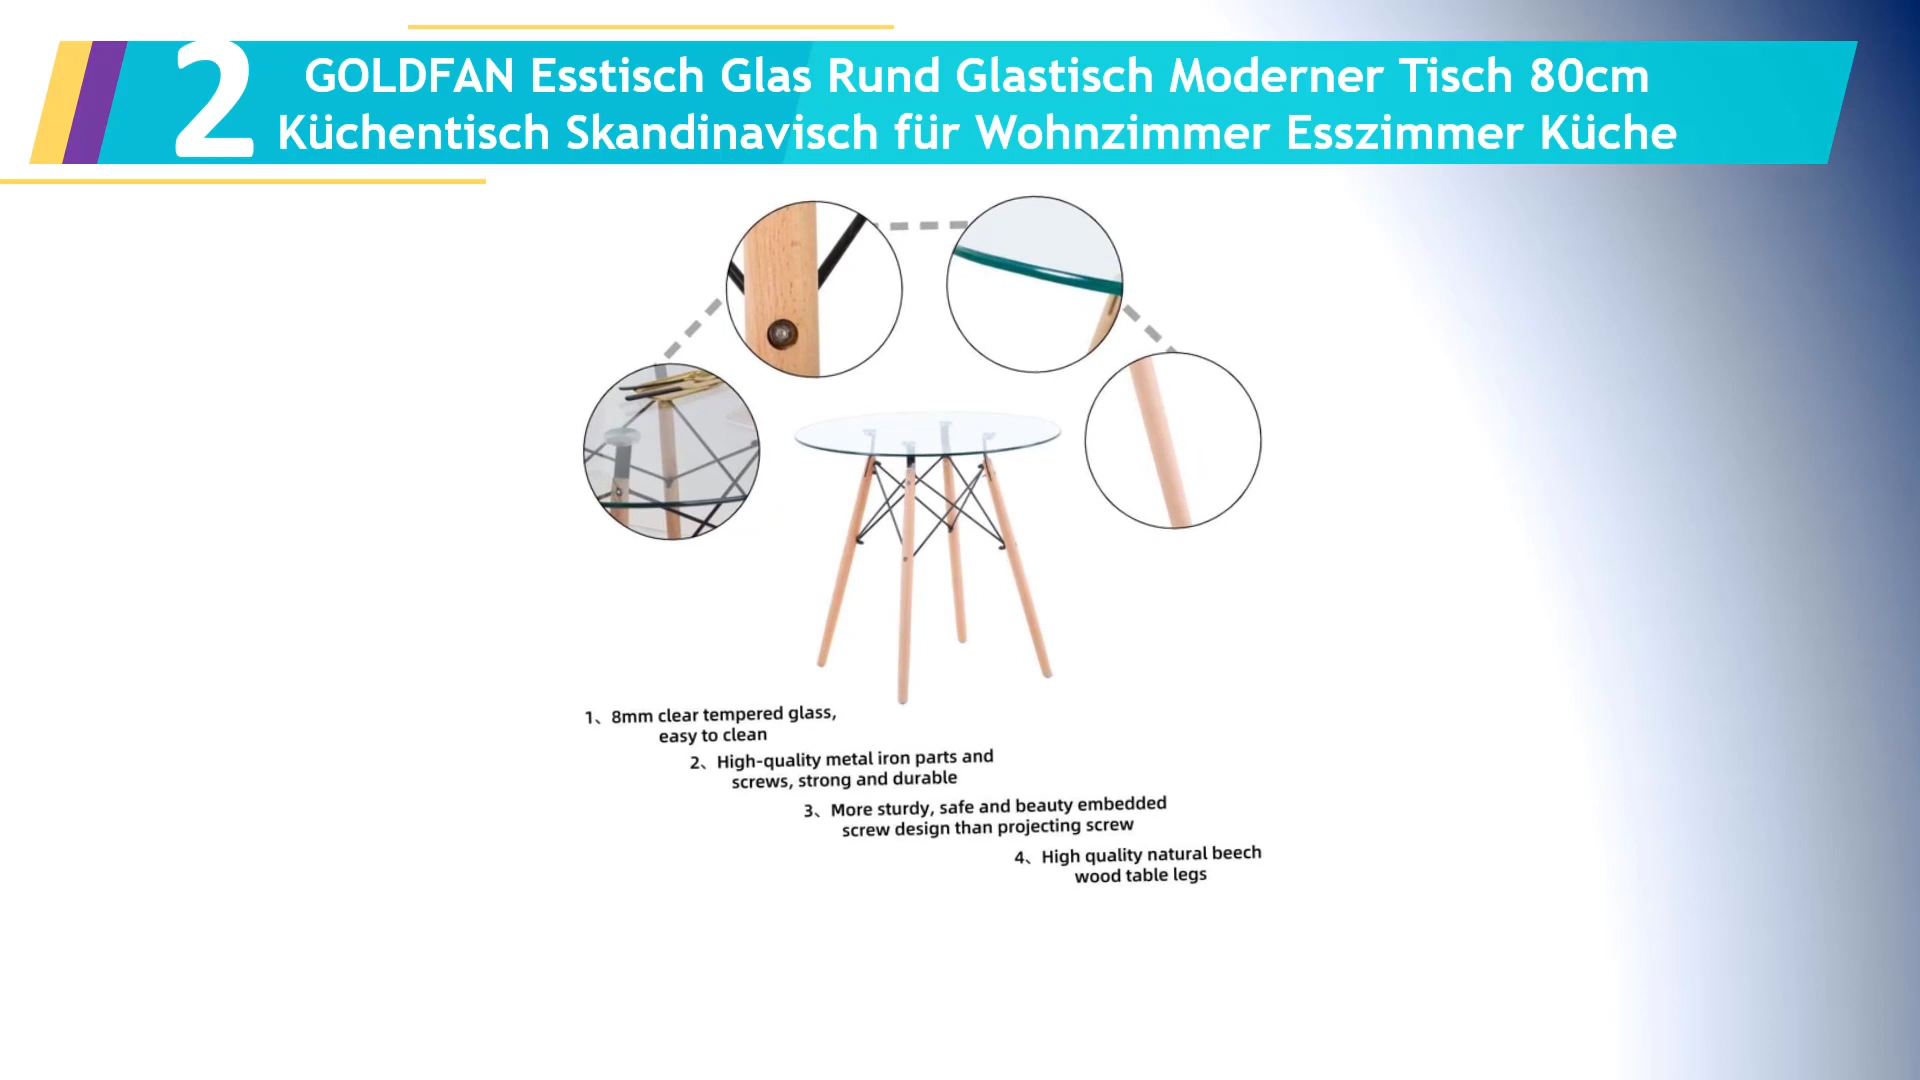 2
GOLDFAN Esstisch Glas Rund Glastisch Moderner Tisch 80cm
Küchentisch Skandinavisch für Wohnzimmer Esszimmer Küche
1、8mm clear tempered glass,
easy to clean
2、High-quality metal iron parts and
screws, strong and durable
3、More sturdy, safe and beauty embedded
screw design than projecting screw
4、High quality natural beech
wood table legs